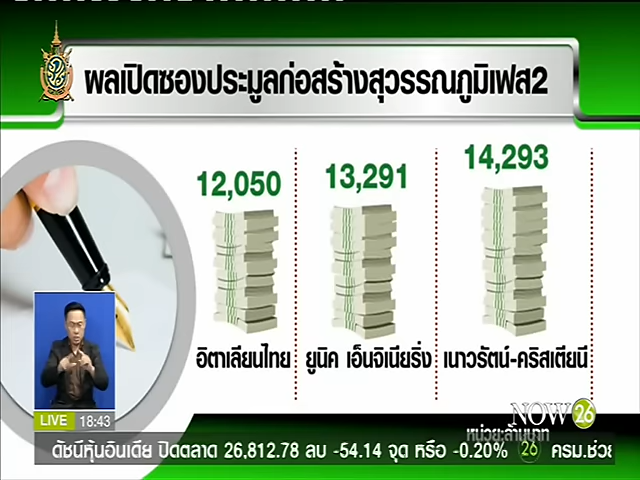 ผลเปิดซองประมูลก่อสร้างสุวรรณภูมิเฟส2
12,050
13,291
14,293
อิตาเลียนไทย
ยูนิค เอ็นจิเนียริ่ง
เนาวรัตน์-คริสเตียนี
LIVE 18:43
NOW 26
หน่วย:ล้านบาท
ดัชนีหุ้นอินเดีย ปิดตลาด 26,812.78 ลบ -54.14 จุด หรือ -0.20% 26 ครม.ช่วย